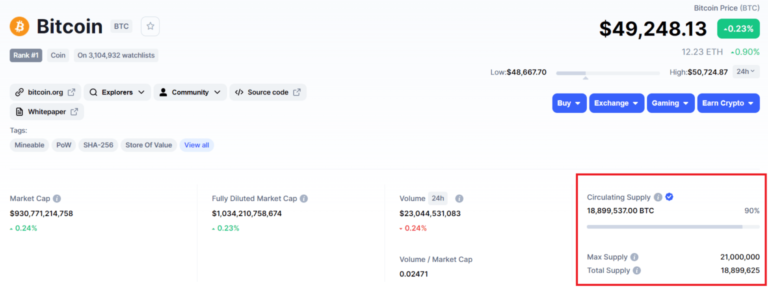 Bitcoin BTC
Rank #1 Coin On 3,104,932 watchlists
bitcoin.org Explorers Community Source code
Whitepaper
Tags:
Mineable PoW SHA-256 Store Of Value View all
Bitcoin Price (BTC)
$49,248.13 -0.23%
12.23 ETH -0.90%
Low:$48,667.70 High:$50,724.87 24h
Buy Exchange Gaming Earn Crypto
Market Cap
$930,771,214,758
- 0.24%
Fully Diluted Market Cap
$1,034,210,758,674
- 0.23%
Volume 24h
$23,044,531,083
- 0.24%
Volume / Market Cap
0.02471
Circulating Supply
18,899,537.00 BTC 90%
Max Supply 21,000,000
Total Supply 18,899,625